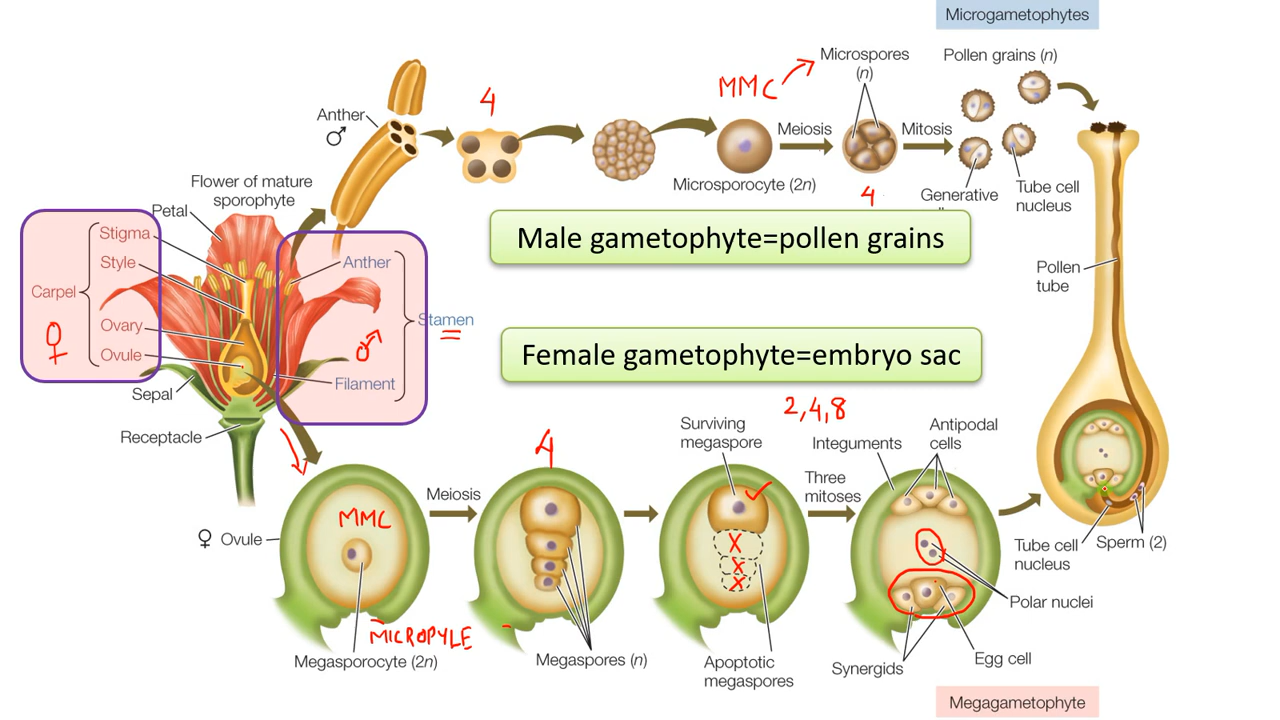 Microgametophytes
Microspores
(n)
Pollen grains (n)
MMC
4
Anther
♂
Meiosis
Mitosis
Microsporocyte (2n)
4
Generative
Tube cell
nucleus
Flower of mature
sporophyte
Petal
Stigma
Style
Carpel
♀
Ovary
Ovule
Sepal
Receptacle
Anther
Stamen
=
♂
Filament
Male gametophyte=pollen grains
Female gametophyte=embryo sac
Pollen
tube
2,4,8
Surviving
megaspore
Integuments
Antipodal
cells
4
Meiosis
Three
mitoses
MMC
♀ Ovule
X
X
X
Tube cell
nucleus
Sperm (2)
Polar nuclei
MICROPYLE
Megasporocyte (2n)
Megaspores (n)
Apoptotic
megaspores
Synergids
Egg cell
Megagametophyte